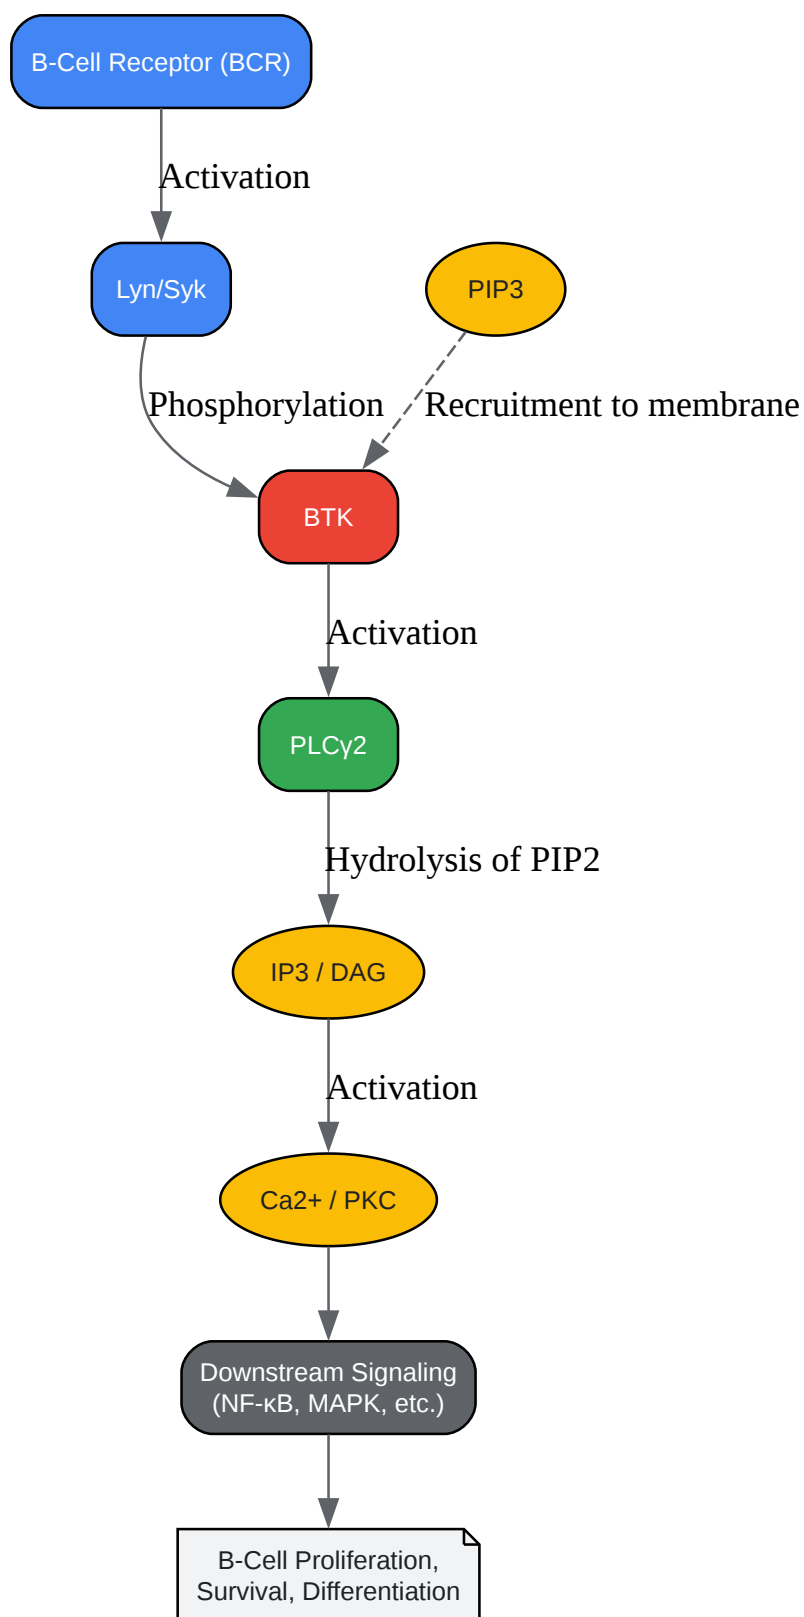 B-Cell Receptor (BCR)
Activation
Lyn/Syk
PIP3
Phosphorylation
Recruitment to membrane
BTK
Activation
PLCγ2
Hydrolysis of PIP2
IP3 / DAG
Activation
Ca2+ / PKC
Downstream Signaling
(NF-κB, MAPK, etc.)
B-Cell Proliferation,
Survival, Differentiation